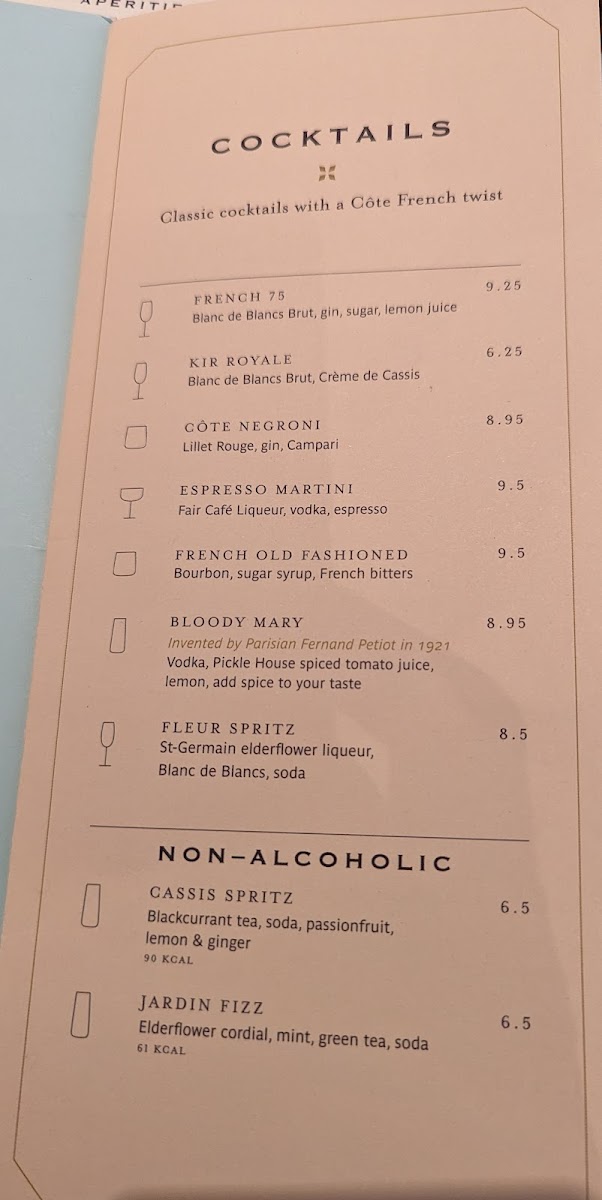 COCKTAILS
Classic cocktails with a Côte French twist
FRENCH 75 9.25
Blanc de Blancs Brut, gin, sugar, lemon juice
KIR ROYALE 6.25
Blanc de Blancs Brut, Crème de Cassis
CÔTE NEGRONI 8.95
Lillet Rouge, gin, Campari
ESPRESSO MARTINI 9.5
Fair Café Liqueur, vodka, espresso
FRENCH OLD FASHIONED 9.5
Bourbon, sugar syrup, French bitters
BLOODY MARY 8.95
Invented by Parisian Fernand Petiot in 1921
Vodka, Pickle House spiced tomato juice,
lemon, add spice to your taste
FLEUR SPRITZ 8.5
St-Germain elderflower liqueur,
Blanc de Blancs, soda
NON-ALCOHOLIC
CASSIS SPRITZ 6.5
Blackcurrant tea, soda, passionfruit,
lemon & ginger
90 KCAL
JARDIN FIZZ 6.5
Elderflower cordial, mint, green tea, soda
61 KCAL